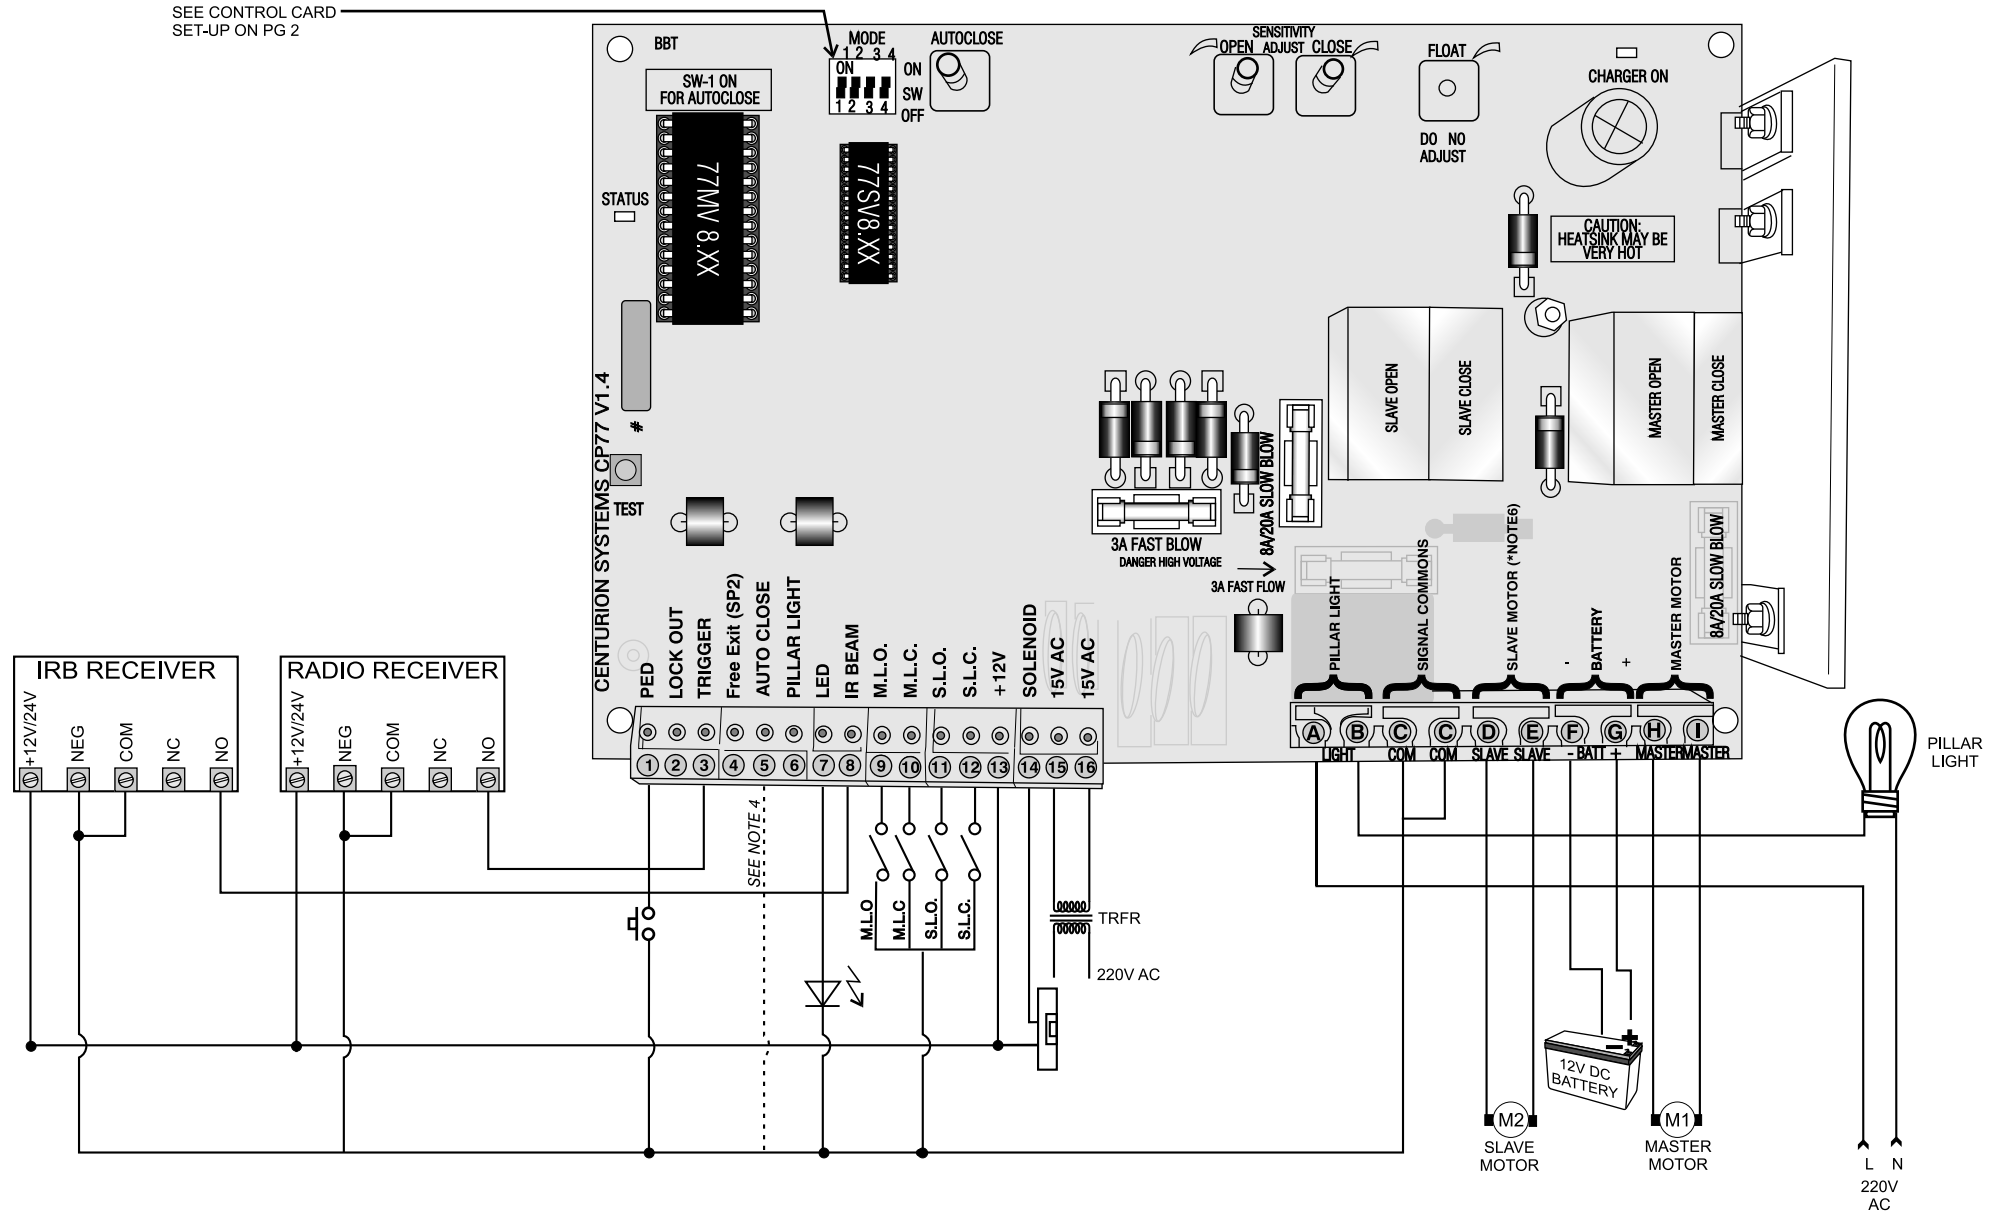 SEE CONTROL CARD
SET-UP ON PG 2
BBT
SW-1 ON
FOR AUTOCLOSE
MODE
1 2 3 4
ON
1 2 3 4
ON
SW
OFF
AUTOCLOSE
SENSITIVITY
OPEN ADJUST CLOSE
FLOAT
DO NO
ADJUST
CHARGER ON
77MV 8.XX
77SV8.XX
STATUS
CAUTION:
HEATSINK MAY BE
VERY HOT
#
TEST
CENTURION SYSTEMS CP77 V1.4
SLAVE OPEN
SLAVE CLOSE
MASTER OPEN
MASTER CLOSE
3A FAST BLOW
DANGER HIGH VOLTAGE
8A/20A SLOW BLOW
3A FAST FLOW
8A/20A SLOW BLOW
PED
LOCK OUT
TRIGGER
Free Exit (SP2)
AUTO CLOSE
PILLAR LIGHT
LED
IR BEAM
M.L.O.
M.L.C.
S.L.O.
S.L.C.
+12V
SOLENOID
15V AC
15V AC
PILLAR LIGHT
SIGNAL COMMONS
SLAVE MOTOR (*NOTE6)
- BATTERY +
MASTER MOTOR
1 2 3 4 5 6 7 8 9 10 11 12 13 14 15 16
A B C C D E F G H I
LIGHT COM COM SLAVE SLAVE - BATT + MASTER MASTER
IRB RECEIVER
+12V/24V
NEG
COM
NC
NO
RADIO RECEIVER
+12V/24V
NEG
COM
NC
NO
SEE NOTE 4
M.L.O
M.L.C
S.L.O.
S.L.C.
TRFR
220V AC
PILLAR
LIGHT
12V DC
BATTERY
M2
SLAVE
MOTOR
M1
MASTER
MOTOR
L N
220V
AC